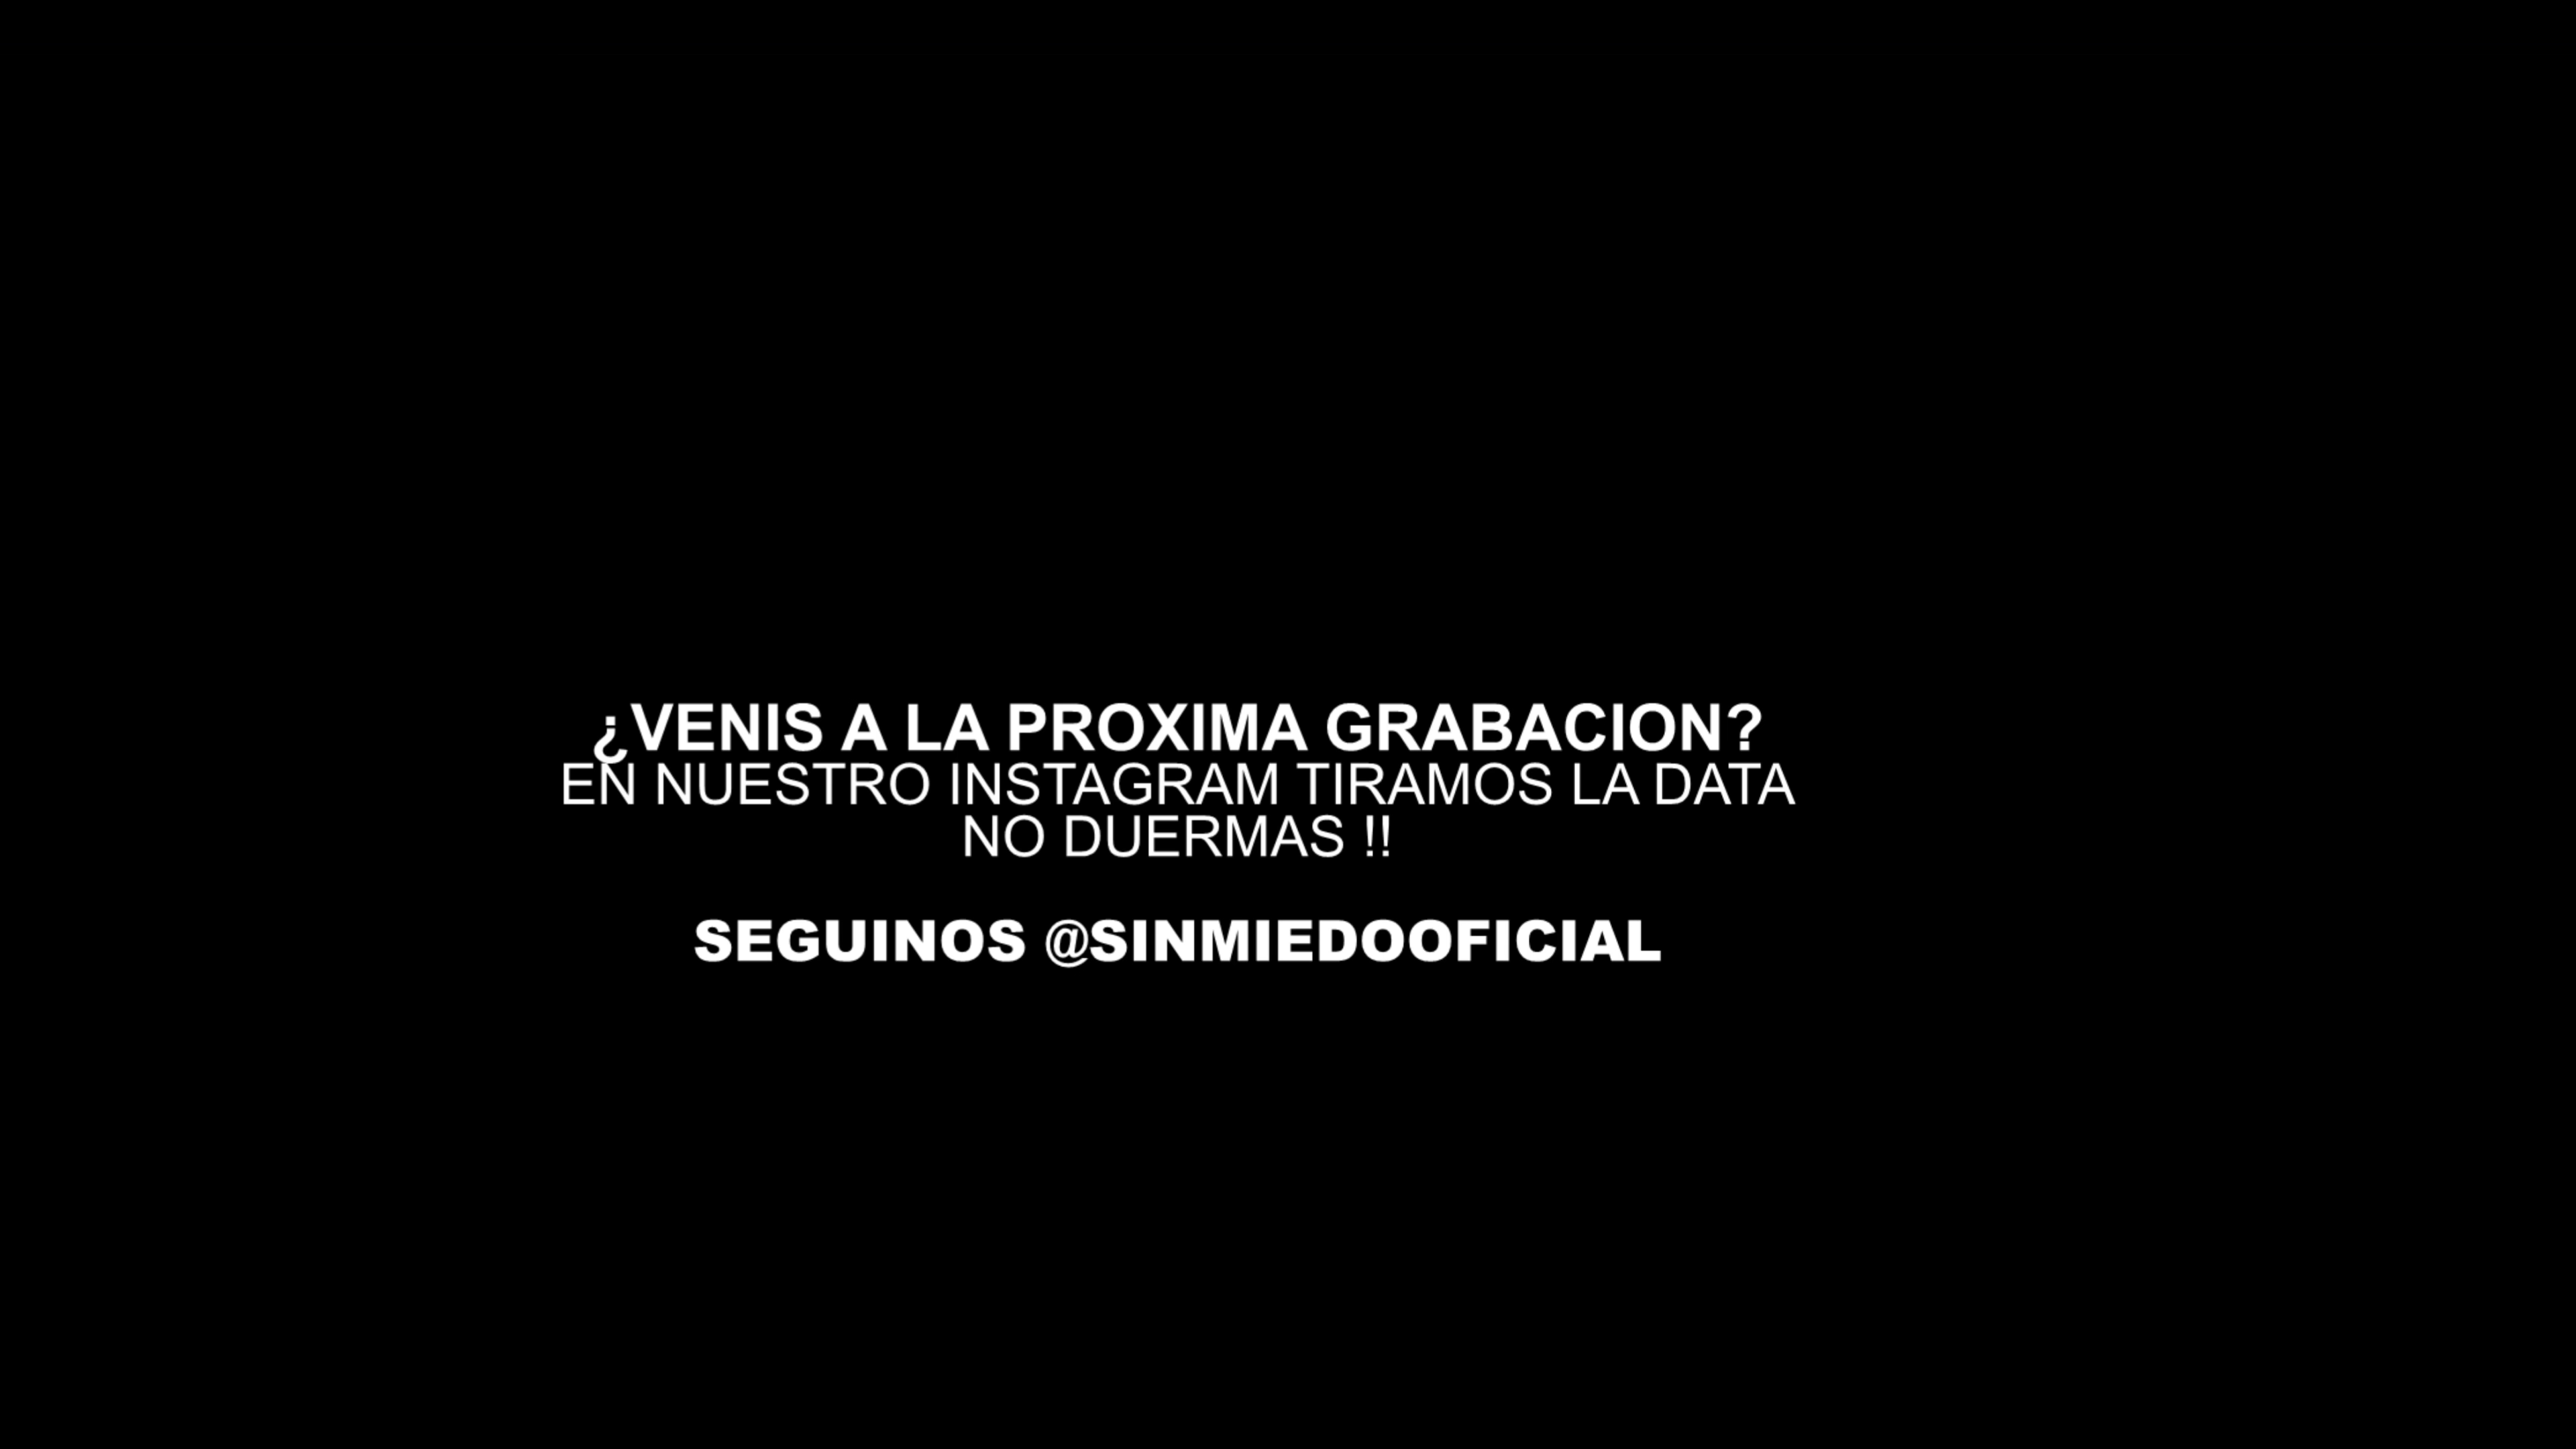 ¿VENIS A LA PROXIMA GRABACION?
EN NUESTRO INSTAGRAM TIRAMOS LA DATA
NO DUERMAS !!
SEGUINOS @SINMIEDOOFICIAL